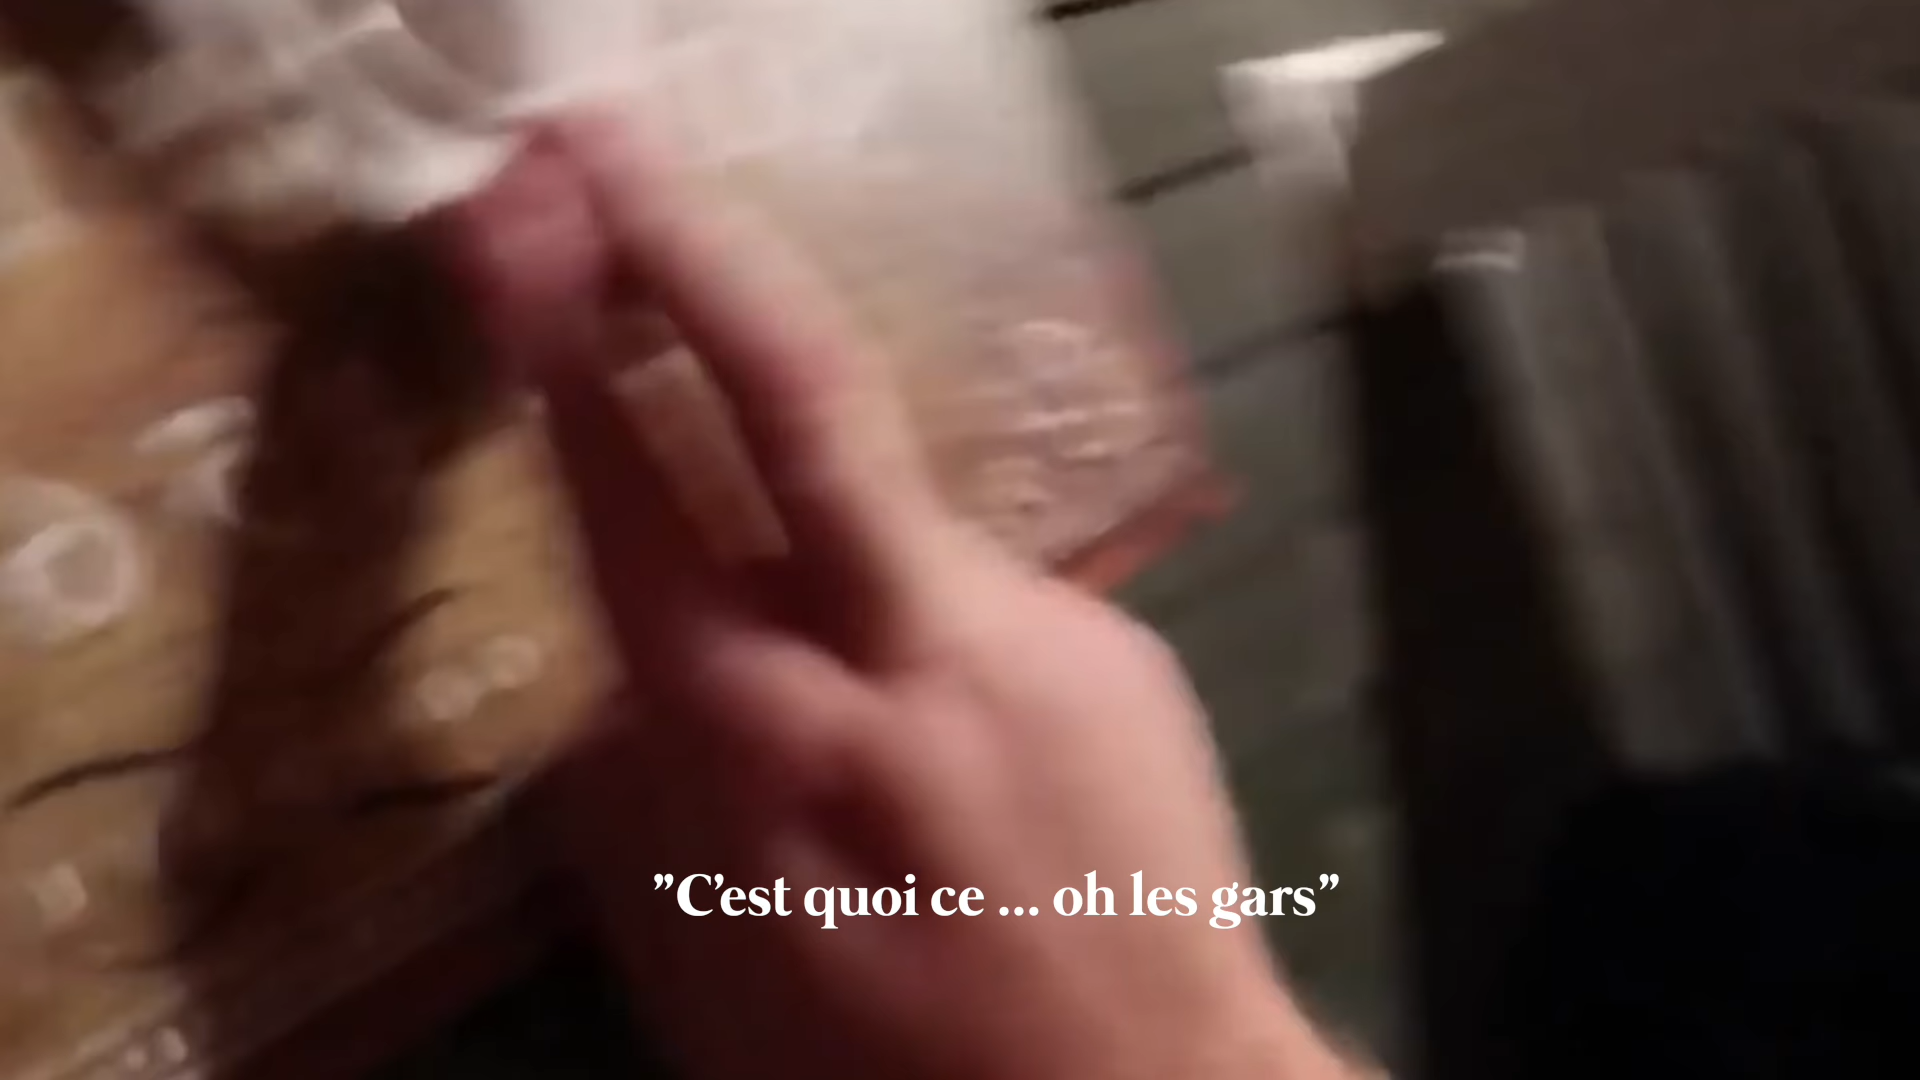 ”C’est quoi ce ... oh les gars”